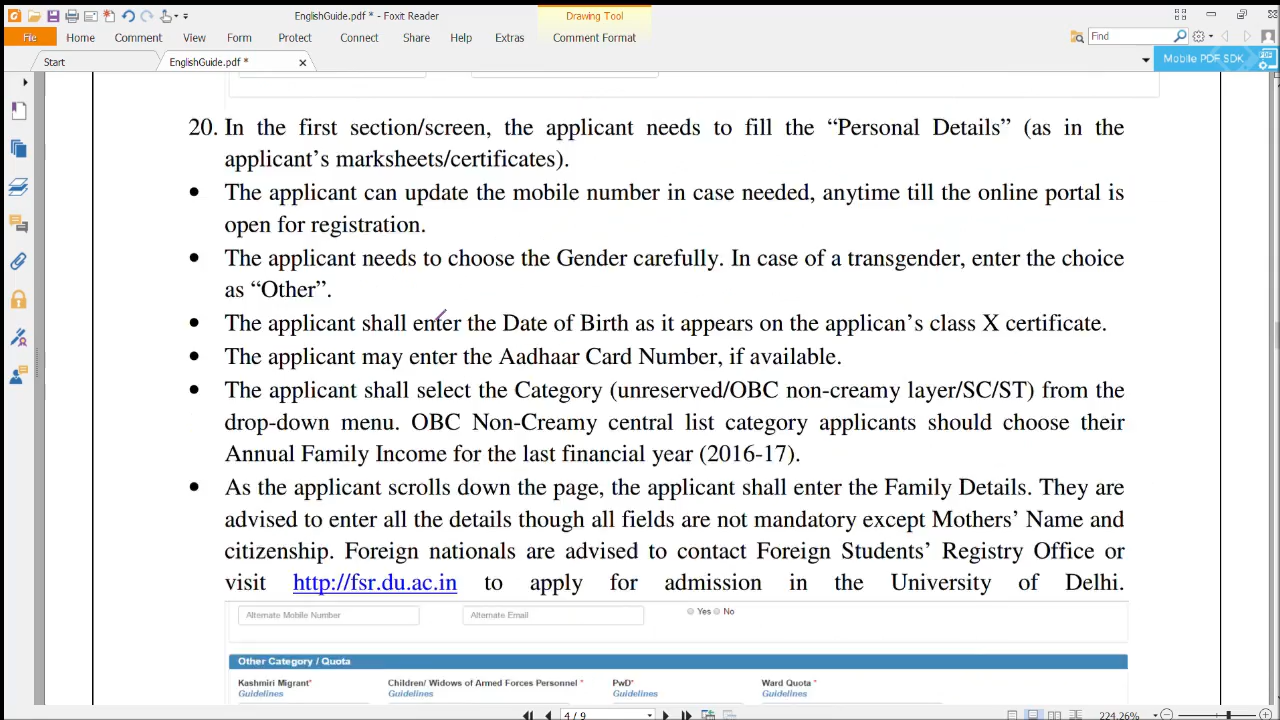 EnglishGuide.pdf * - Foxit Reader
Drawing Tool
File Home Comment View Form Protect Connect Share Help Extras Comment Format
Find
Start EnglishGuide.pdf *
Mobile PDF SDK
20. In the first section/screen, the applicant needs to fill the “Personal Details” (as in the
applicant’s marksheets/certificates).
• The applicant can update the mobile number in case needed, anytime till the online portal is
open for registration.
• The applicant needs to choose the Gender carefully. In case of a transgender, enter the choice
as “Other”.
• The applicant shall enter the Date of Birth as it appears on the applican’s class X certificate.
• The applicant may enter the Aadhaar Card Number, if available.
• The applicant shall select the Category (unreserved/OBC non-creamy layer/SC/ST) from the
drop-down menu. OBC Non-Creamy central list category applicants should choose their
Annual Family Income for the last financial year (2016-17).
• As the applicant scrolls down the page, the applicant shall enter the Family Details. They are
advised to enter all the details though all fields are not mandatory except Mothers’ Name and
citizenship. Foreign nationals are advised to contact Foreign Students’ Registry Office or
visit http://fsr.du.ac.in to apply for admission in the University of Delhi.
Alternate Mobile Number Alternate Email Yes No
Other Category / Quota
Kashmiri Migrant* Children/ Widows of Armed Forces Personnel * PwD* Ward Quota *
Guidelines Guidelines Guidelines Guidelines
4 / 9 224.26%